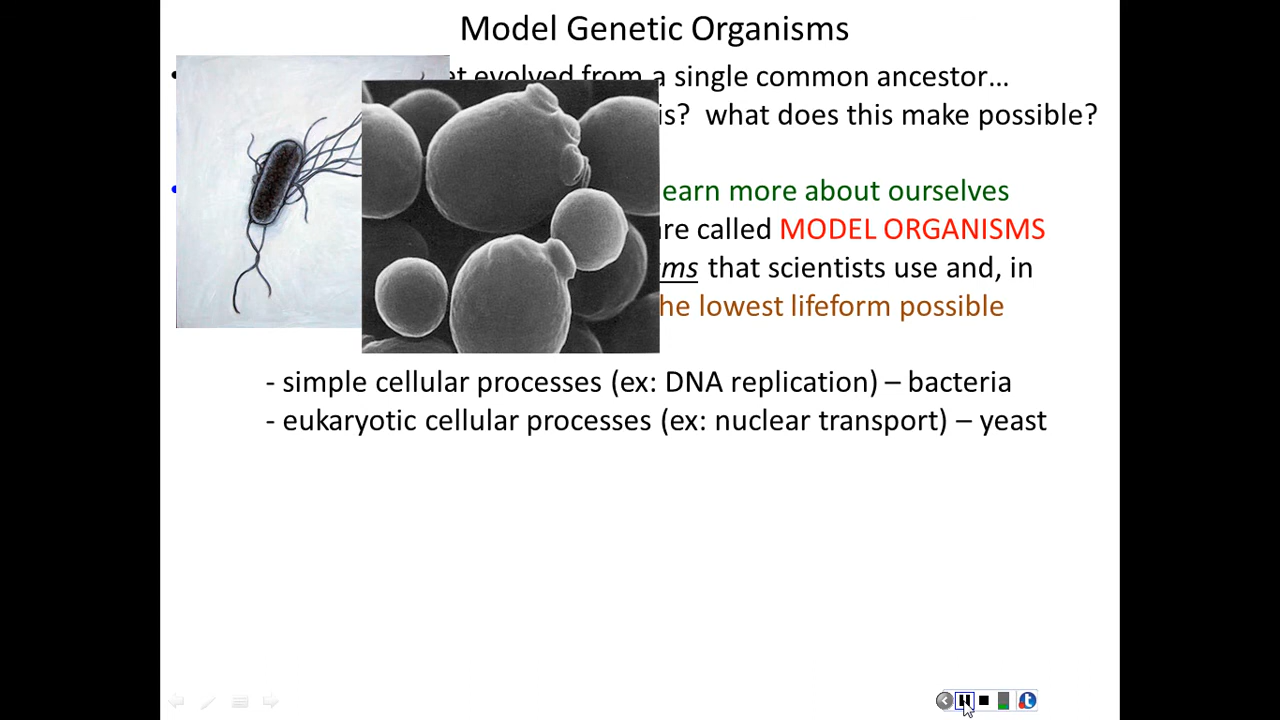 Model Genetic Organisms
evolved from a single common ancestor…
is? what does this make possible?
earn more about ourselves
are called MODEL ORGANISMS
ms that scientists use and, in
he lowest lifeform possible
- simple cellular processes (ex: DNA replication) – bacteria
- eukaryotic cellular processes (ex: nuclear transport) – yeast